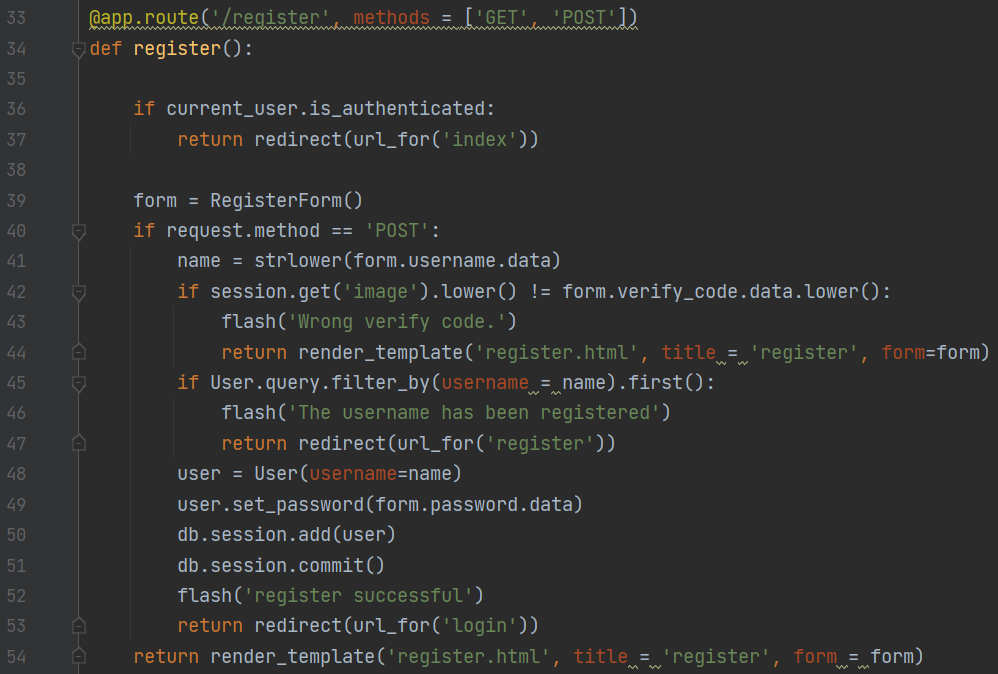 33 @app.route('/register', methods = ['GET', 'POST'])
34 def register():
35
36     if current_user.is_authenticated:
37         return redirect(url_for('index'))
38
39     form = RegisterForm()
40     if request.method == 'POST':
41         name = strlower(form.username.data)
42         if session.get('image').lower() != form.verify_code.data.lower():
43             flash('Wrong verify code.')
44             return render_template('register.html', title = 'register', form=form)
45         if User.query.filter_by(username = name).first():
46             flash('The username has been registered')
47             return redirect(url_for('register'))
48         user = User(username=name)
49         user.set_password(form.password.data)
50         db.session.add(user)
51         db.session.commit()
52         flash('register successful')
53         return redirect(url_for('login'))
54     return render_template('register.html', title = 'register', form = form)